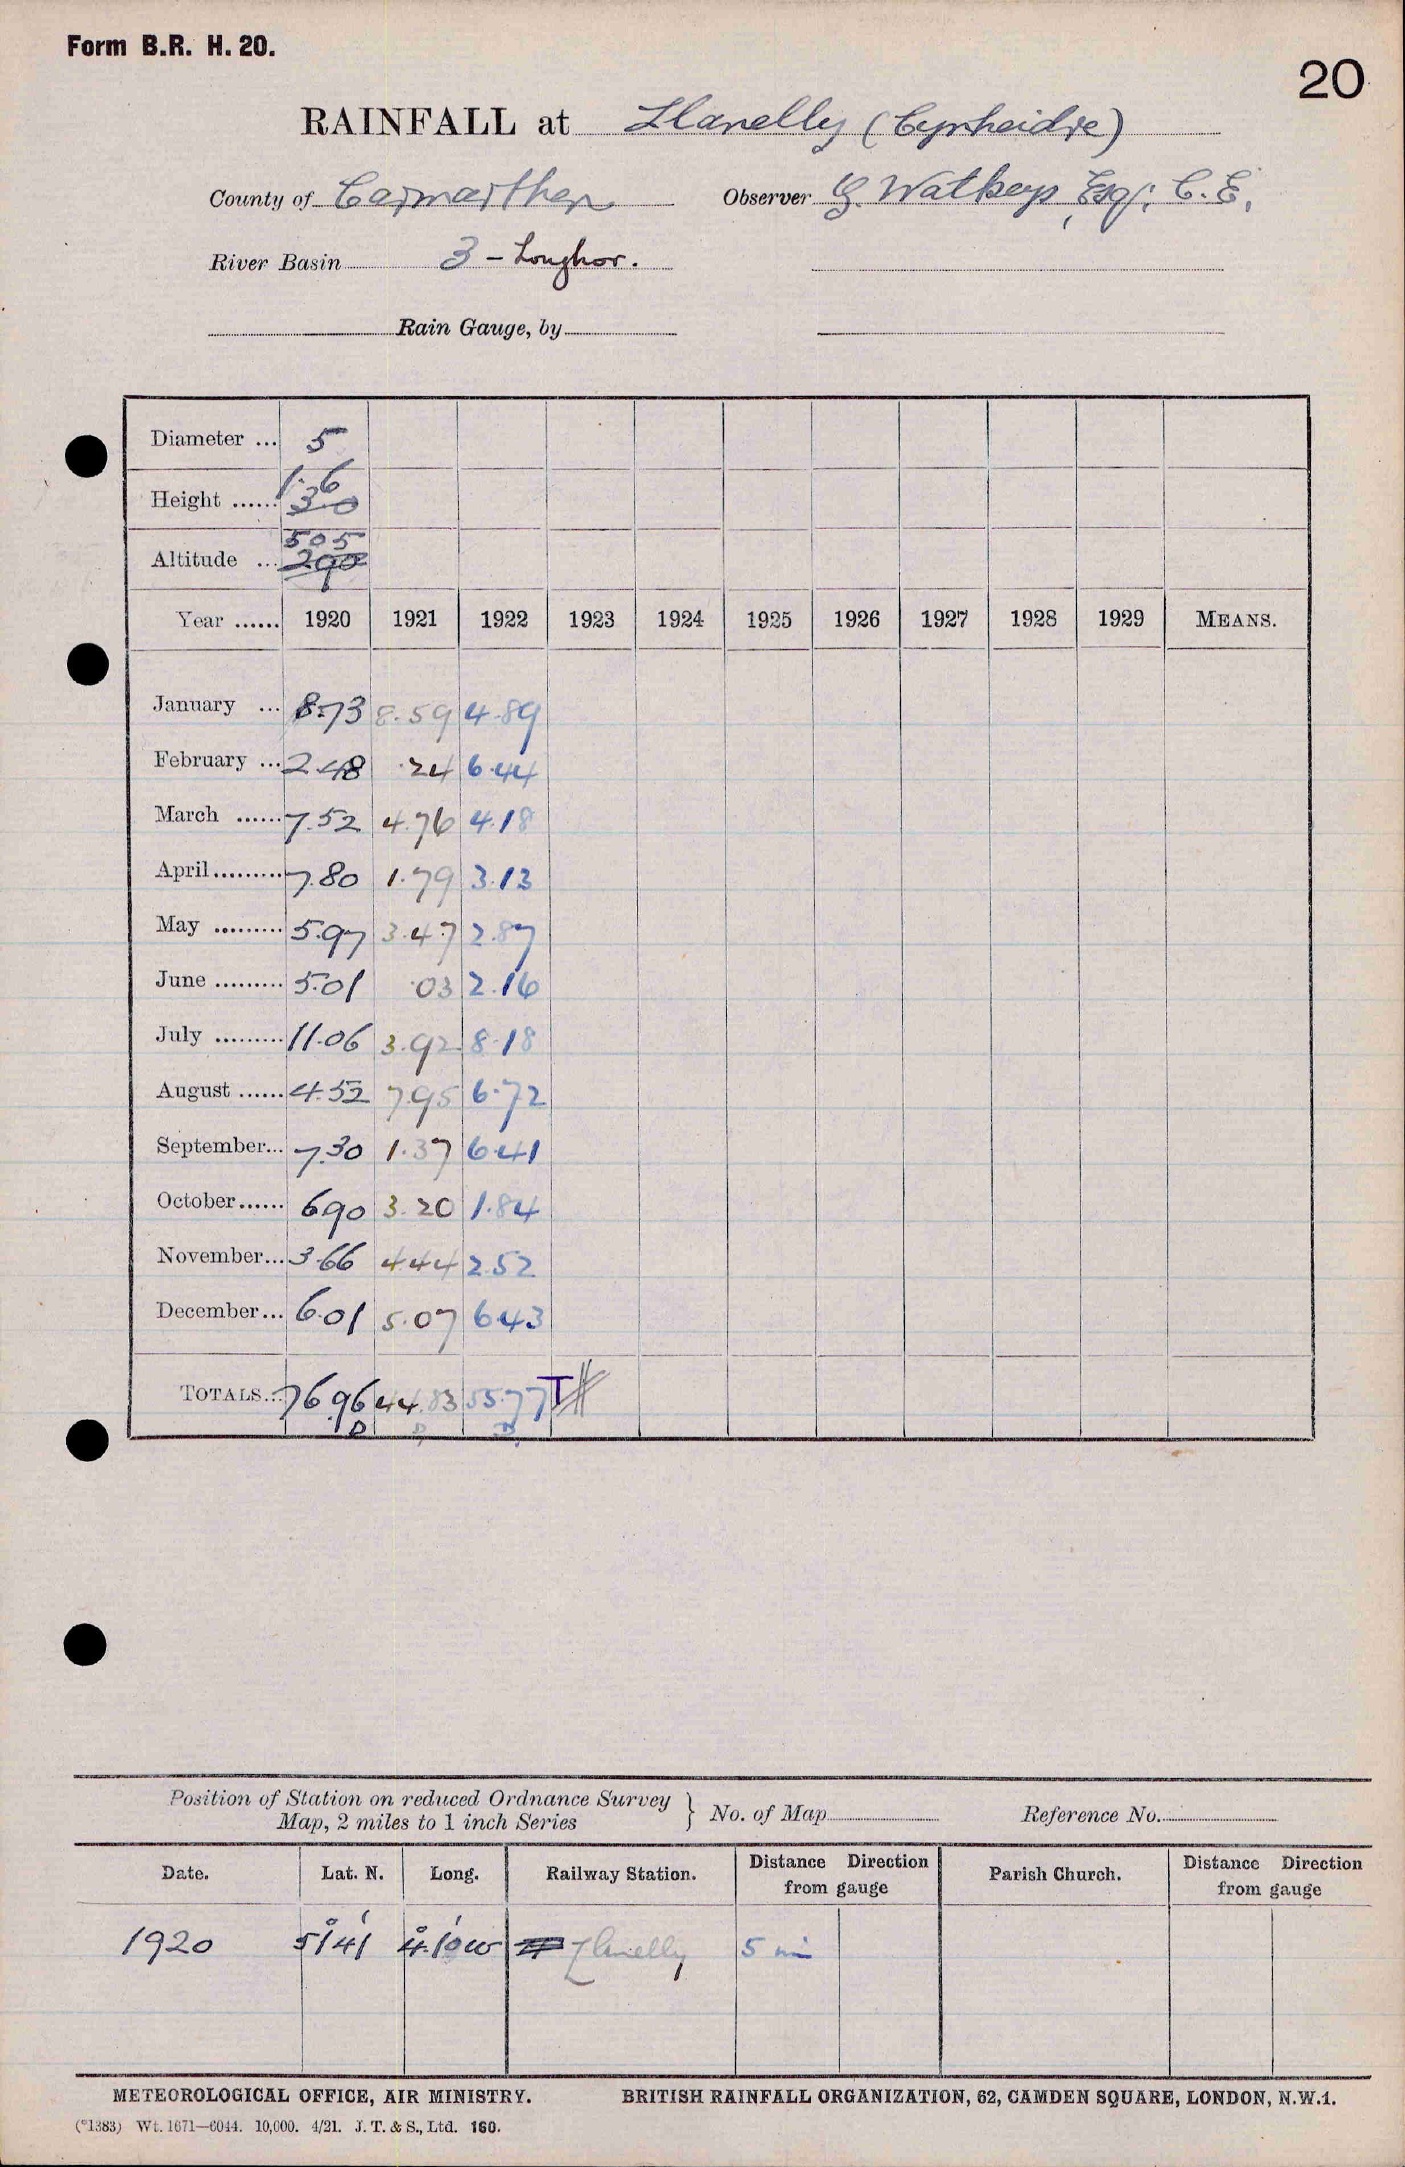 Form B.R. H. 20.
20
RAINFALL at Llanelly (Cynheidre)
County of Carmarthen Observer G. Watkeys, Esq; C.E.
River Basin 3 - Loughor.
Rain Gauge, by
Diameter ... 5
1.6
Height ...... 3.0
505
Altitude ... 290
Year ...... 1920 1921 1922 1923 1924 1925 1926 1927 1928 1929 MEANS.
January ... 8.73 8.59 4.89
February ... 2.48 .24 6.44
March ...... 7.52 4.76 4.18
April ......... 7.80 1.79 3.13
May ......... 5.97 3.47 2.87
June ......... 5.01 .03 2.16
July ......... 11.06 3.92 8.18
August ...... 4.52 7.95 6.72
September... 7.30 1.37 6.41
October...... 6.90 3.20 1.84
November... 3.66 4.44 2.52
December... 6.01 5.07 6.43
TOTALS... 76.96 44.83 55.77 T
Position of Station on reduced Ordnance Survey
Map, 2 miles to 1 inch Series } No. of Map Reference No.
Date. Lat. N. Long. Railway Station. Distance Direction from gauge Parish Church. Distance Direction from gauge
1920 51°41' 4°10'W Llanelly 5 mi
METEOROLOGICAL OFFICE, AIR MINISTRY. BRITISH RAINFALL ORGANIZATION, 62, CAMDEN SQUARE, LONDON, N.W.1.
(*1383) Wt. 1671—6044. 10,000. 4/21. J. T. & S., Ltd. 160.